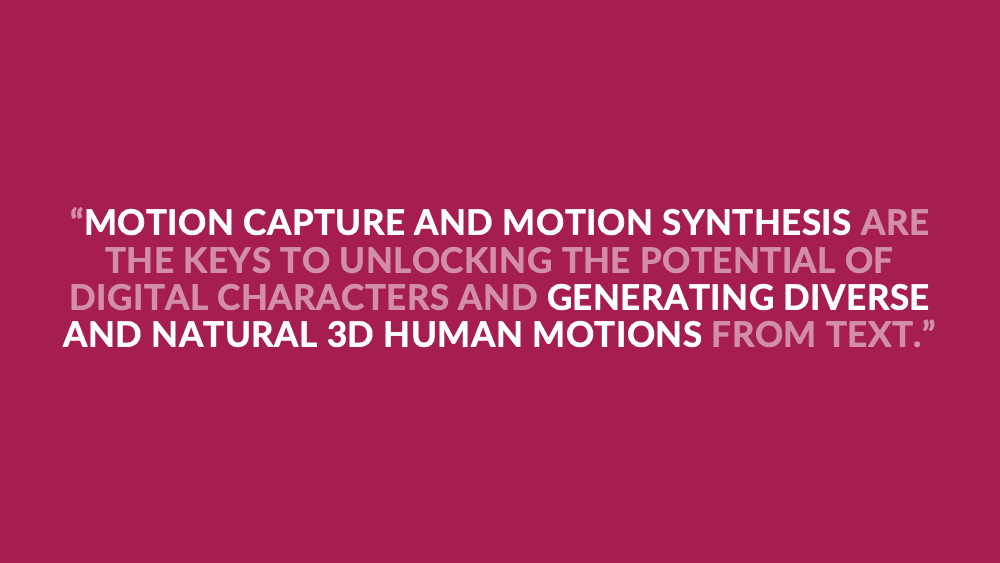 “MOTION CAPTURE AND MOTION SYNTHESIS ARE
THE KEYS TO UNLOCKING THE POTENTIAL OF
DIGITAL CHARACTERS AND GENERATING DIVERSE
AND NATURAL 3D HUMAN MOTIONS FROM TEXT.”